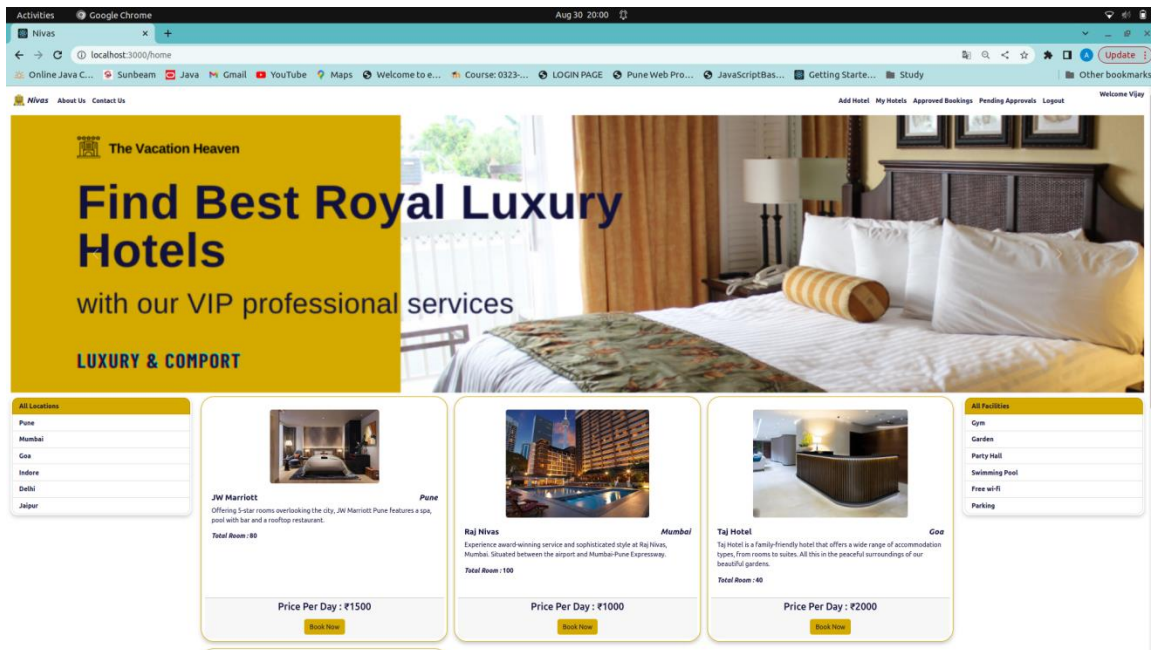 Activities
Google Chrome
Aug 30 20:00
Nivas
localhost:3000/home
Update
Online Java C...
Sunbeam
Java
Gmail
YouTube
Maps
Welcome to e...
Course: 0323-...
LOGIN PAGE
Pune Web Pro...
JavaScriptBas...
Getting Starte...
Study
Other bookmarks
Nivas
About Us
Contact Us
Add Hotel
My Hotels
Approved Bookings
Pending Approvals
Logout
Welcome Vijay
The Vacation Heaven
Find Best Royal Luxury
Hotels
with our VIP professional services
LUXURY & COMPORT
All Locations
Pune
Mumbai
Goa
Indore
Delhi
Jaipur
JW Marriott
Pune
Offering 5-star rooms overlooking the city, JW Marriott Pune features a spa,
pool with bar and a rooftop restaurant.
Total Room : 80
Price Per Day : ₹1500
Book Now
Raj Nivas
Mumbai
Experience award-winning service and sophisticated style at Raj Nivas,
Mumbai. Situated between the airport and Mumbai-Pune Expressway.
Total Room : 100
Price Per Day : ₹1000
Book Now
Taj Hotel
Goa
Taj Hotel is a family-friendly hotel that offers a wide range of accommodation
types, from rooms to suites. All this in the peaceful surroundings of our
beautiful gardens.
Total Room : 40
Price Per Day : ₹2000
Book Now
All Facilities
Gym
Garden
Party Hall
Swimming Pool
Free wi-fi
Parking